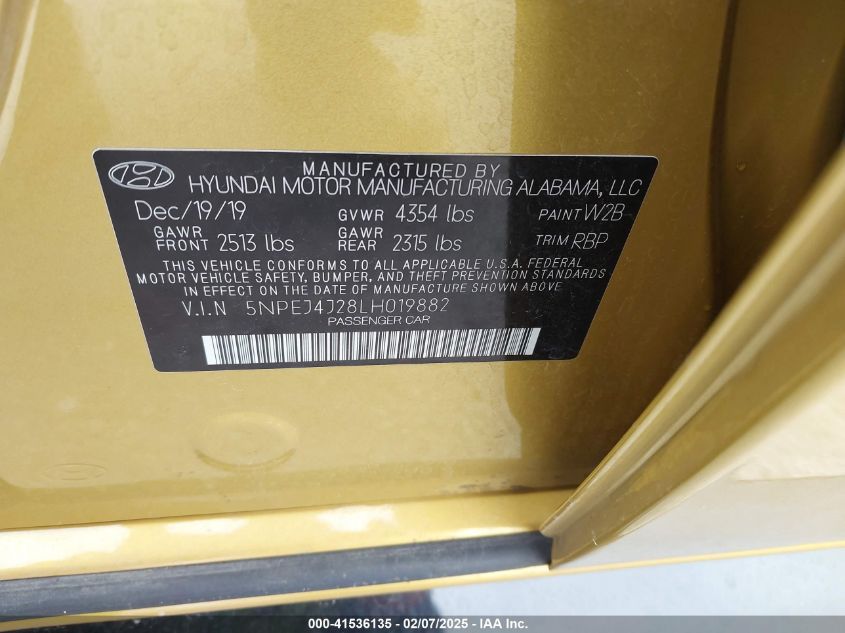 MANUFACTURED BY
HYUNDAI MOTOR MANUFACTURING ALABAMA, LLC
Dec/19/19 GVWR 4354 lbs PAINT W2B
GAWR FRONT 2513 lbs GAWR REAR 2315 lbs TRIM RBP
THIS VEHICLE CONFORMS TO ALL APPLICABLE U.S.A. FEDERAL
MOTOR VEHICLE SAFETY, BUMPER, AND THEFT PREVENTION STANDARDS
IN EFFECT ON THE DATE OF MANUFACTURE SHOWN ABOVE
V.I.N 5NPEJ4J28LH019882
PASSENGER CAR
000-41536135 - 02/07/2025 - © IAA Inc.